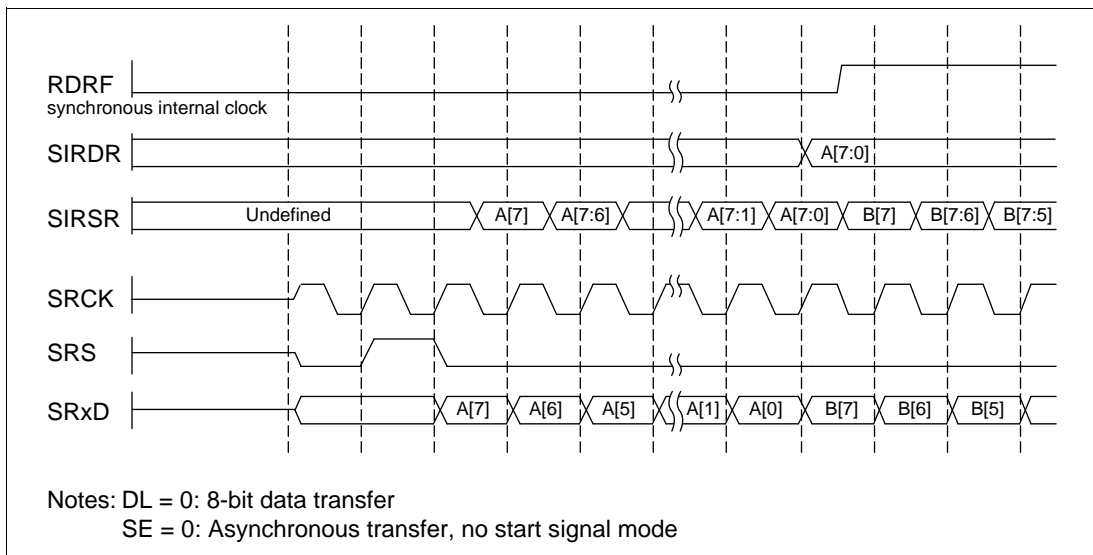 RDRF
synchronous internal clock
SIRDR
A[7:0]
SIRSR
Undefined
A[7]
A[7:6]
A[7:1]
A[7:0]
B[7]
B[7:6]
B[7:5]
SRCK
SRS
SRxD
A[7]
A[6]
A[5]
A[1]
A[0]
B[7]
B[6]
B[5]
Notes: DL = 0: 8-bit data transfer
SE = 0: Asynchronous transfer, no start signal mode